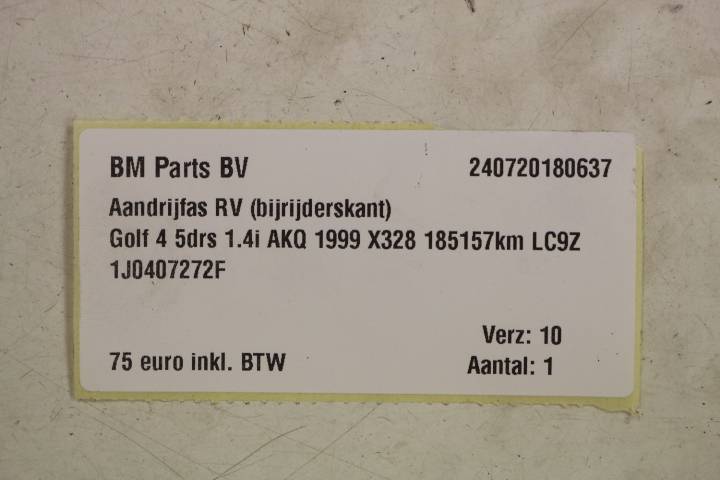 BM Parts BV 240720180637
Aandrijfas RV (bijrijderskant)
Golf 4 5drs 1.4i AKQ 1999 X328 185157km LC9Z
1J0407272F
Verz: 10
75 euro inkl. BTW Aantal: 1